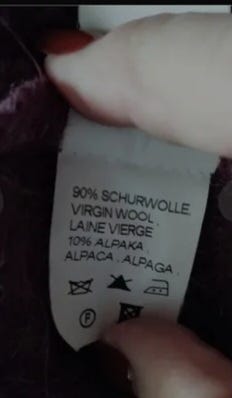 90% SCHURWOLLE,
VIRGIN WOOL.
LAINE VIERGE
10% ALPAKA.
ALPACA. ALPAGA.
F